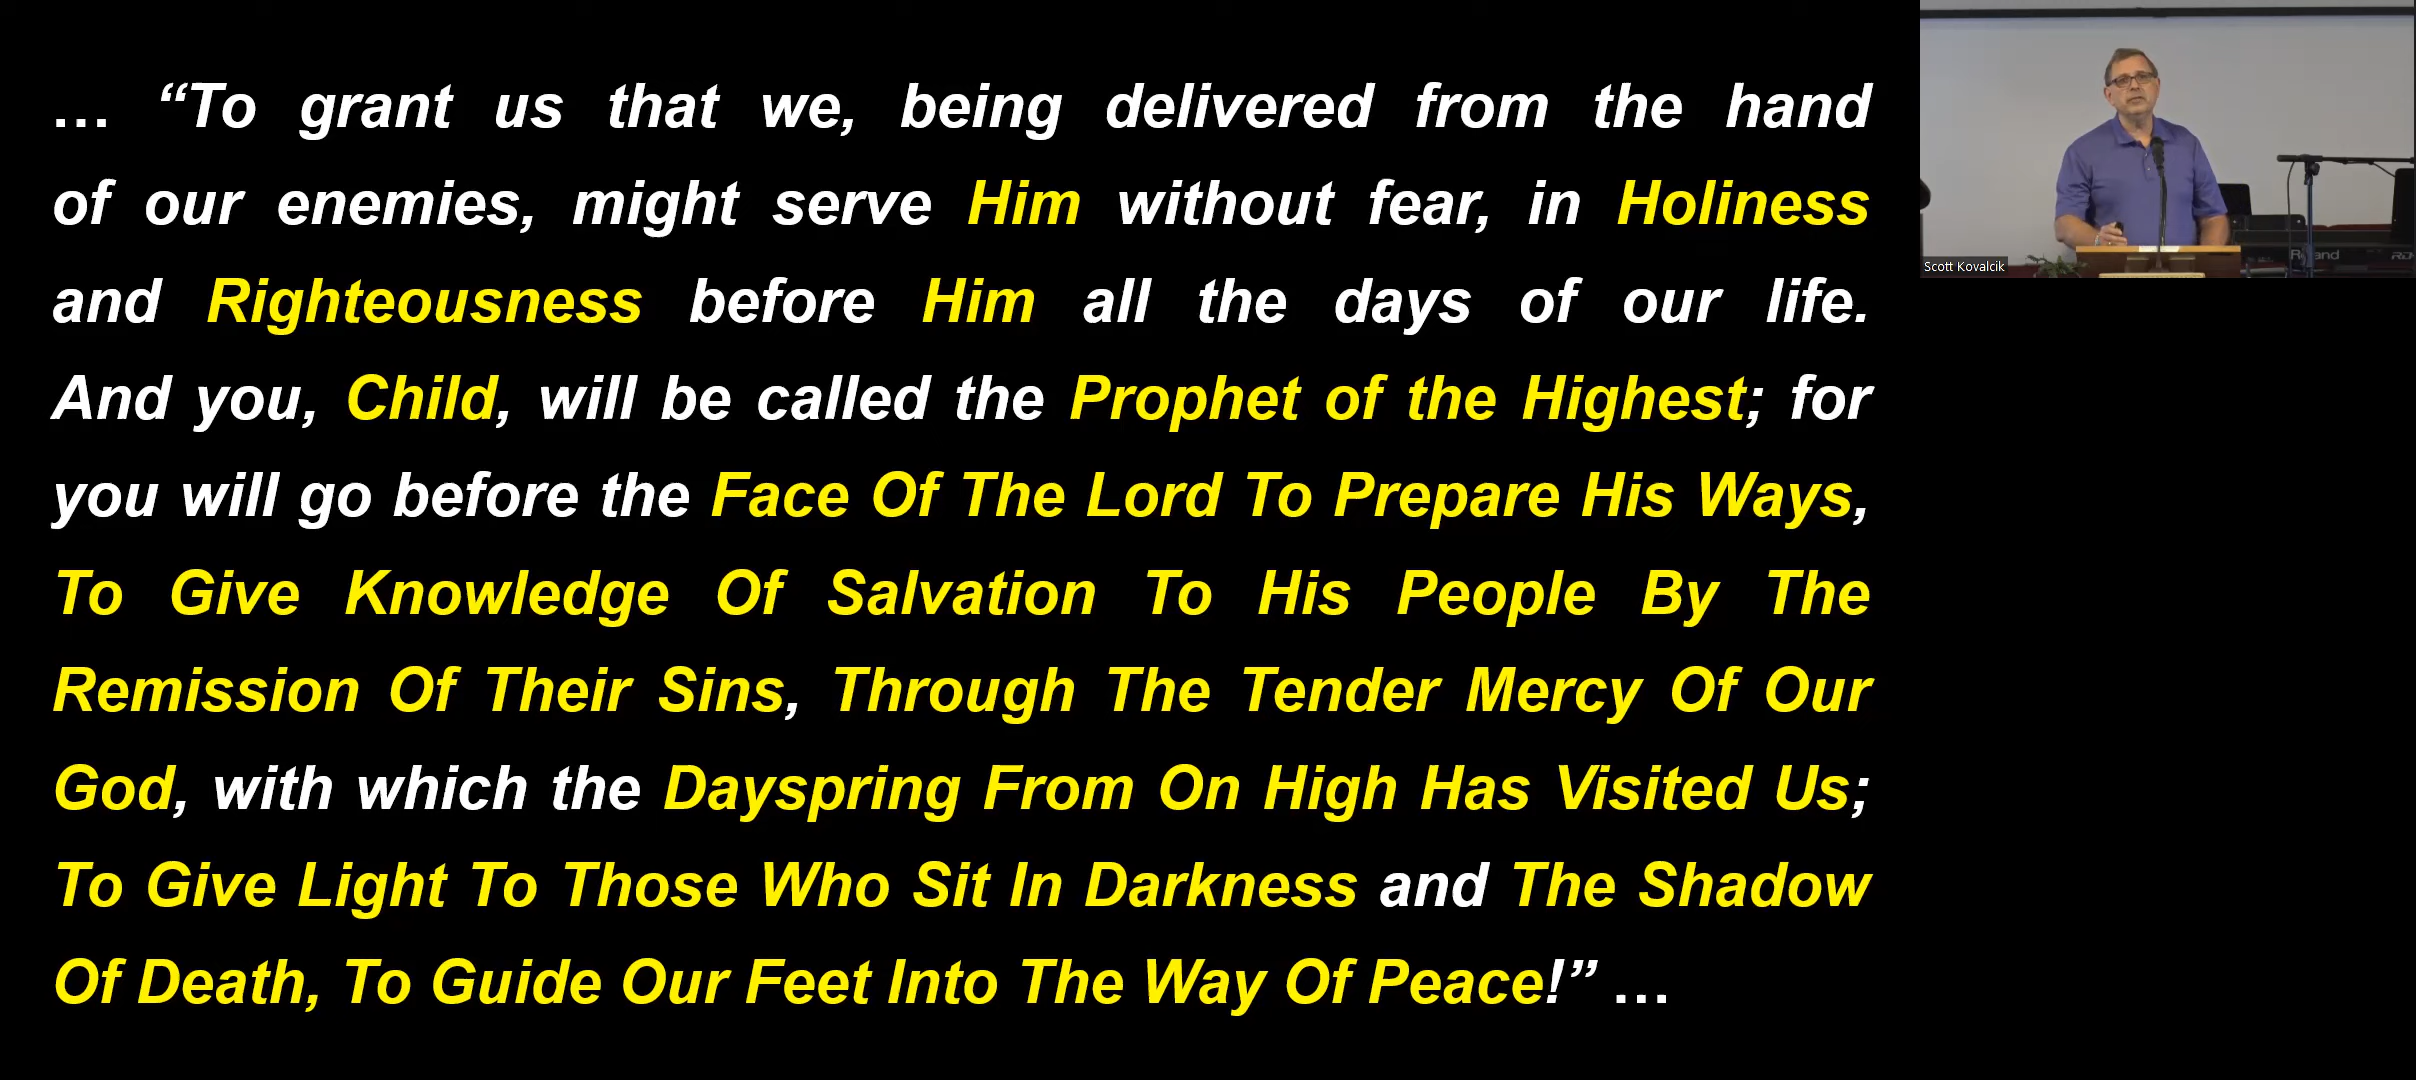 … “To grant us that we, being delivered from the hand
of our enemies, might serve Him without fear, in Holiness
and Righteousness before Him all the days of our life.
And you, Child, will be called the Prophet of the Highest; for
you will go before the Face Of The Lord To Prepare His Ways,
To Give Knowledge Of Salvation To His People By The
Remission Of Their Sins, Through The Tender Mercy Of Our
God, with which the Dayspring From On High Has Visited Us;
To Give Light To Those Who Sit In Darkness and The Shadow
Of Death, To Guide Our Feet Into The Way Of Peace!” …
Scott Kovalcik
Roland
RD